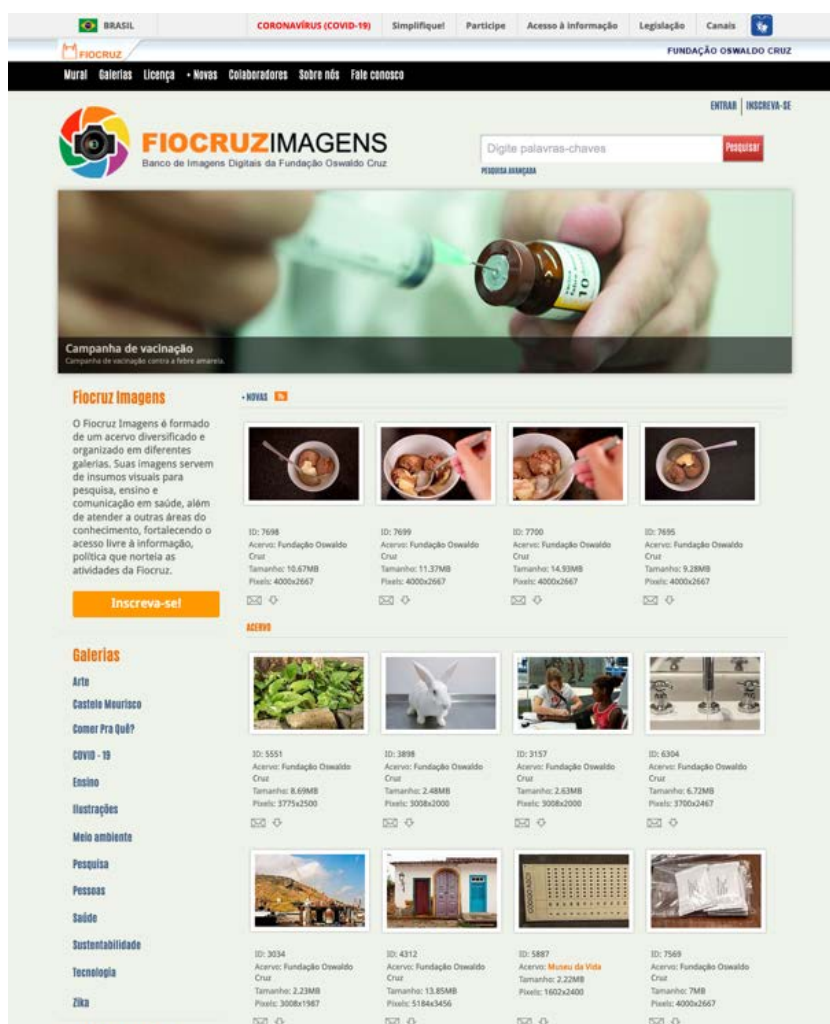 BRASIL
CORONAVÍRUS (COVID-19)
Simplifique!
Participe
Acesso à informação
Legislação
Canais
FIOCRUZ
FUNDAÇÃO OSWALDO CRUZ
Mural Galerias Licença + Novas Colaboradores Sobre nós Fale conosco
ENTRAR | INSCREVA-SE
FIOCRUZIMAGENS
Banco de Imagens Digitais da Fundação Oswaldo Cruz
Digite palavras-chaves
Pesquisar
PESQUISA AVANÇADA
10
Campanha de vacinação
Campanha de vacinação contra a febre amarela.
Fiocruz Imagens
O Fiocruz Imagens é formado
de um acervo diversificado e
organizado em diferentes
galerias. Suas imagens servem
de insumos visuais para
pesquisa, ensino e
comunicação em saúde, além
de atender a outras áreas do
conhecimento, fortalecendo o
acesso livre à informação,
política que norteia as
atividades da Fiocruz.
Inscreva-se!
Galerias
Arte
Castelo Mourisco
Comer Pra Quê?
COVID - 19
Ensino
Ilustrações
Meio ambiente
Pesquisa
Pessoas
Saúde
Sustentabilidade
Tecnologia
Zika
+ NOVAS
ID: 7698
Acervo: Fundação Oswaldo
Cruz
Tamanho: 10.67MB
Pixels: 4000x2667
ID: 7699
Acervo: Fundação Oswaldo
Cruz
Tamanho: 11.37MB
Pixels: 4000x2667
ID: 7700
Acervo: Fundação Oswaldo
Cruz
Tamanho: 14.93MB
Pixels: 4000x2667
ID: 7695
Acervo: Fundação Oswaldo
Cruz
Tamanho: 9.28MB
Pixels: 4000x2667
ACERVO
ID: 5551
Acervo: Fundação Oswaldo
Cruz
Tamanho: 8.69MB
Pixels: 3775x2500
ID: 3898
Acervo: Fundação Oswaldo
Cruz
Tamanho: 2.48MB
Pixels: 3008x2000
ID: 3157
Acervo: Fundação Oswaldo
Cruz
Tamanho: 2.63MB
Pixels: 3008x2000
ID: 6304
Acervo: Fundação Oswaldo
Cruz
Tamanho: 6.72MB
Pixels: 3700x2467
ID: 3034
Acervo: Fundação Oswaldo
Cruz
Tamanho: 2.23MB
Pixels: 3008x1987
ID: 4312
Acervo: Fundação Oswaldo
Cruz
Tamanho: 13.85MB
Pixels: 5184x3456
ID: 5887
Acervo: Museu da Vida
Tamanho: 2.22MB
Pixels: 1602x2400
ID: 7569
Acervo: Fundação Oswaldo
Cruz
Tamanho: 7MB
Pixels: 4000x2667